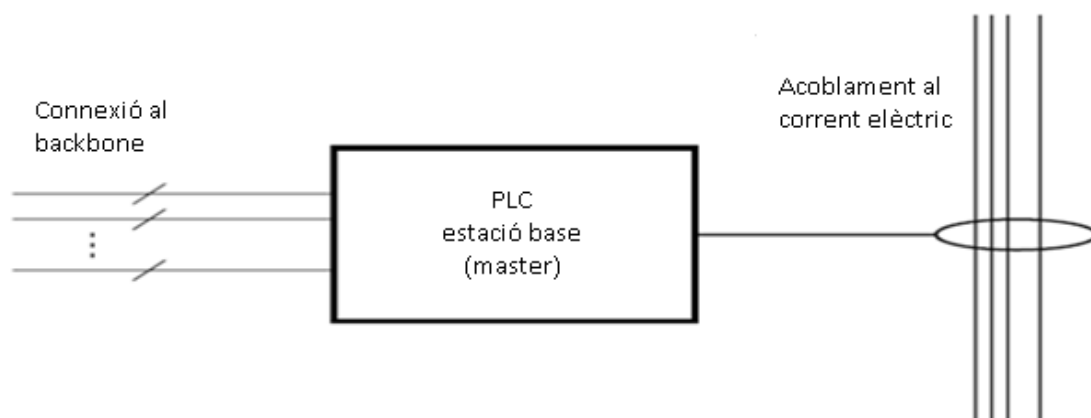 Connexió al
backbone
PLC
estació base
(master)
Acoblament al
corrent elèctric